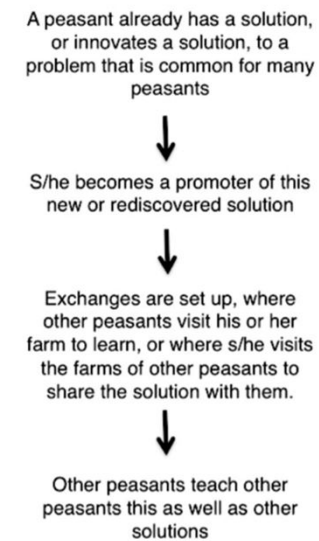 A peasant already has a solution,
or innovates a solution, to a
problem that is common for many
peasants
S/he becomes a promoter of this
new or rediscovered solution
Exchanges are set up, where
other peasants visit his or her
farm to learn, or where s/he visits
the farms of other peasants to
share the solution with them.
Other peasants teach other
peasants this as well as other
solutions